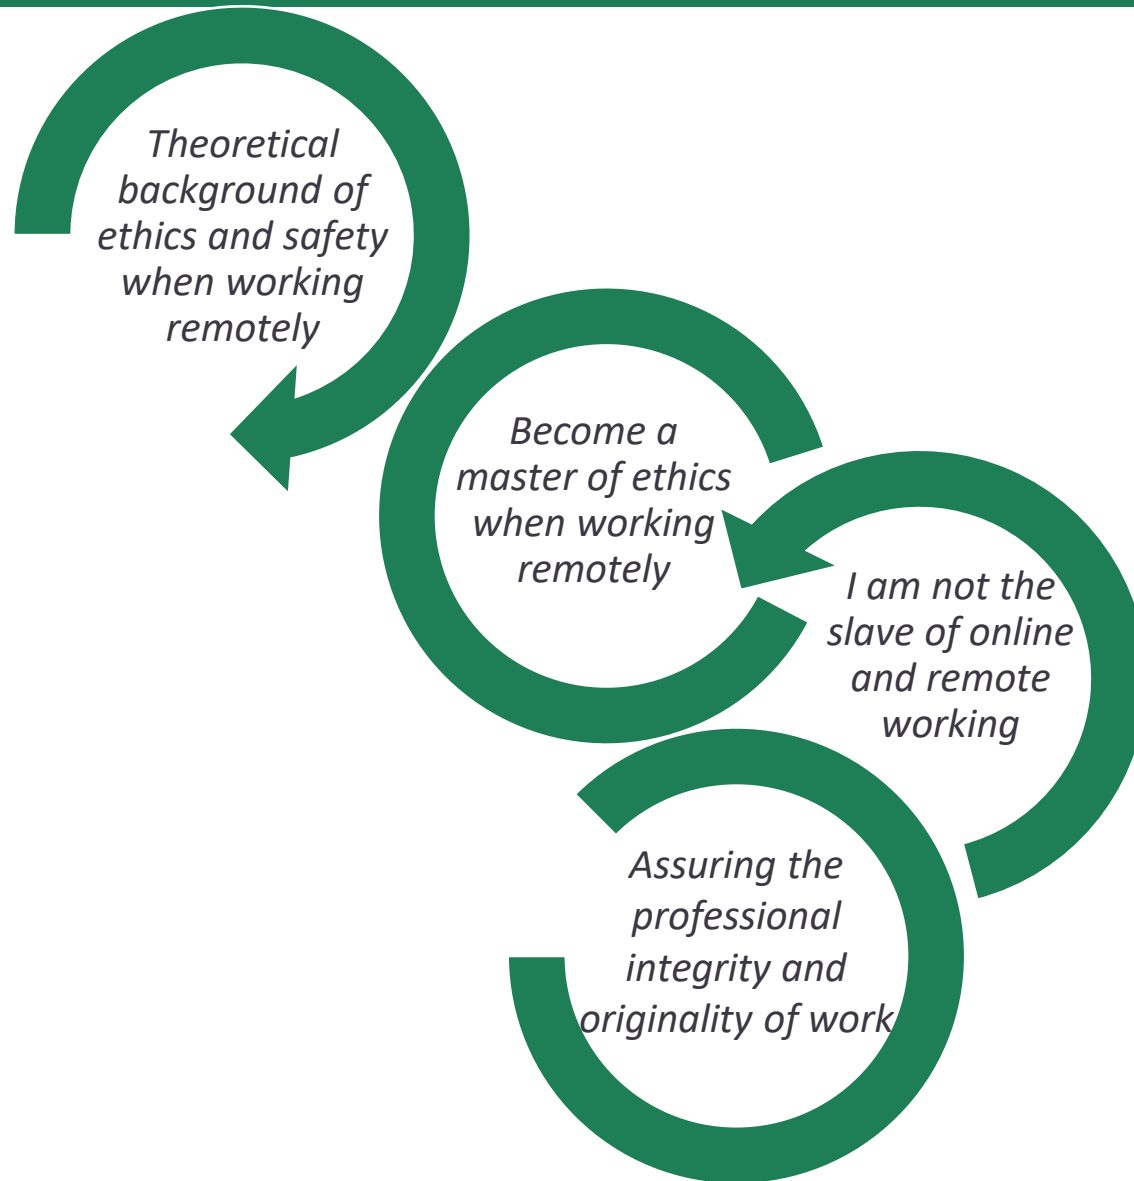 Theoretical
background of
ethics and safety
when working
remotely
Become a
master of ethics
when working
remotely
I am not the
slave of online
and remote
working
Assuring the
professional
integrity and
originality of work